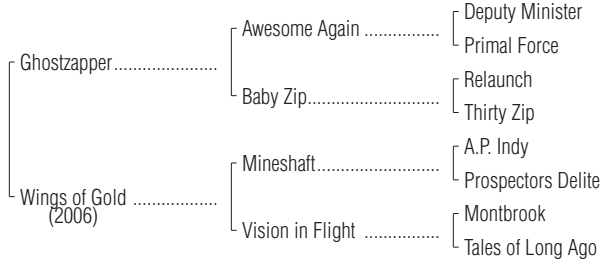 Deputy Minister
Awesome Again ................
Primal Force
Ghostzapper......................
Relaunch
Baby Zip............................
Thirty Zip
A.P. Indy
Mineshaft..........................
Prospectors Delite
Wings of Gold ..................
(2006)
Montbrook
Vision in Flight ................
Tales of Long Ago